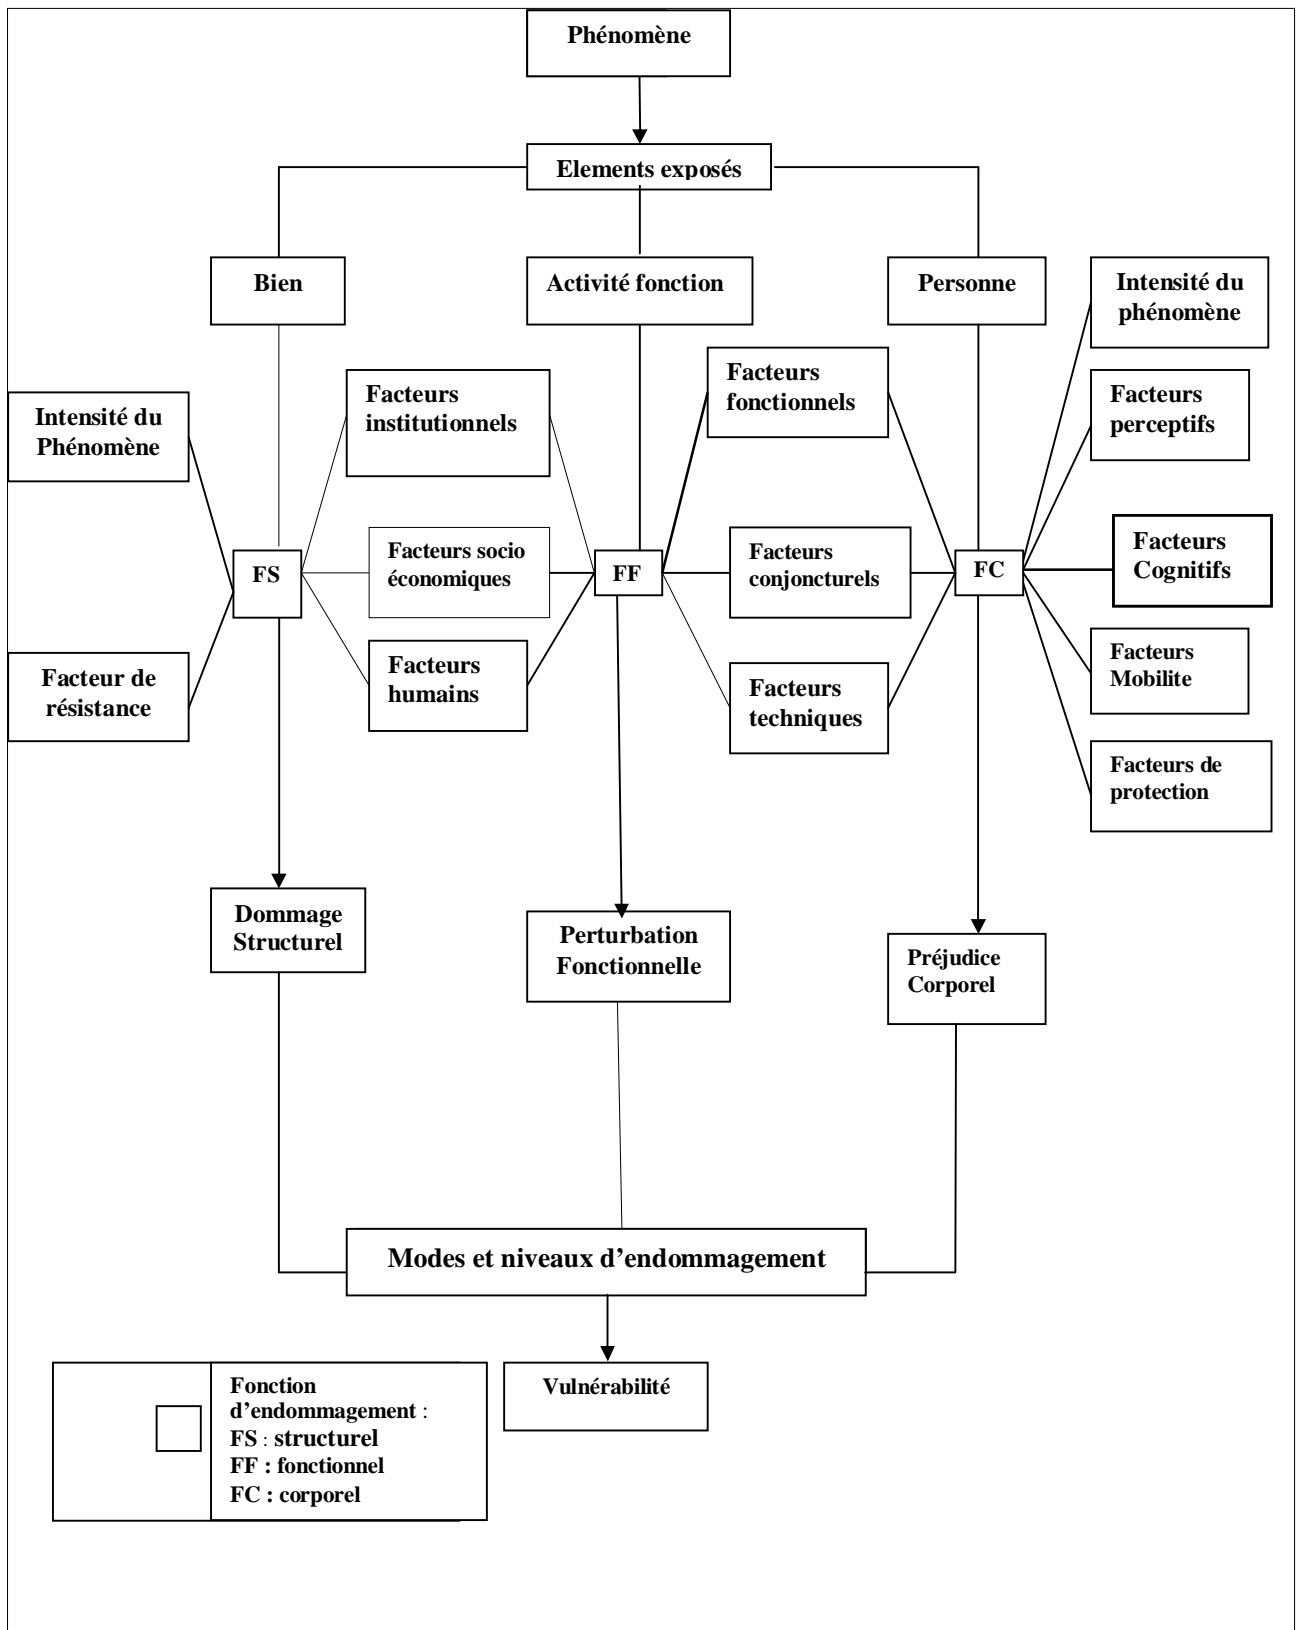 Phénomène
Elements exposés
Bien
Activité fonction
Personne
Intensité du
phénomène
Facteurs
fonctionnels
Facteurs
institutionnels
Facteurs
perceptifs
Intensité du
Phénomène
Facteurs socio
économiques
Facteurs
conjoncturels
Facteurs
Cognitifs
FS
FF
FC
Facteurs
humains
Facteurs
Mobilite
Facteur de
résistance
Facteurs
techniques
Facteurs de
protection
Dommage
Structurel
Perturbation
Fonctionnelle
Préjudice
Corporel
Modes et niveaux d’endommagement
Vulnérabilité
Fonction
d’endommagement :
FS : structurel
FF : fonctionnel
FC : corporel